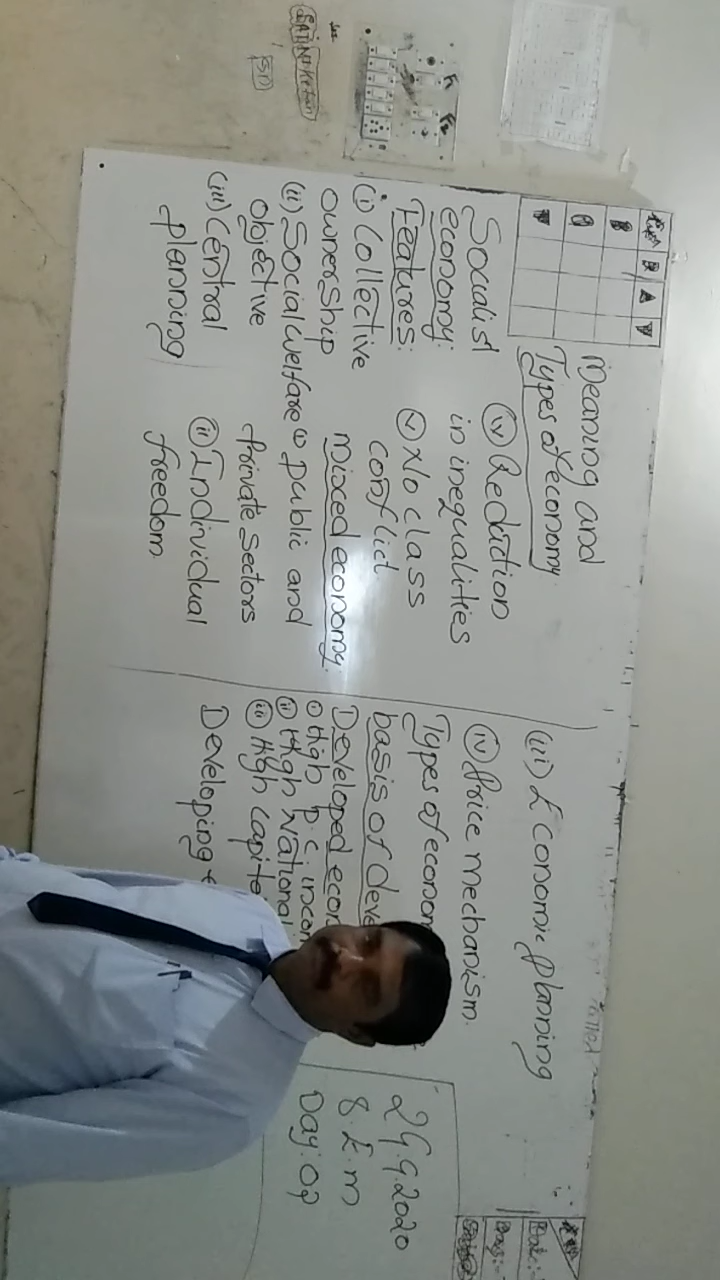 Meaning and
Types of economy
Socialist
economy:
Features:
(i) Collective
ownership
(ii) Social welfare
objective
(iii) Central
planning
(iv) Reduction
in inequalities
(v) No class
conflict
mixed economy.
(i) public and
private sectors
(ii) Individual
freedom
(iii) Economic planning
(iv) Price mechanism.
Types of econom
basis of deve
Developed econ
(i) High P.C. incom
(ii) High National
(iii) High capita
Developing e
8.E.m
Day: 02
Date:-
Day:-
SD